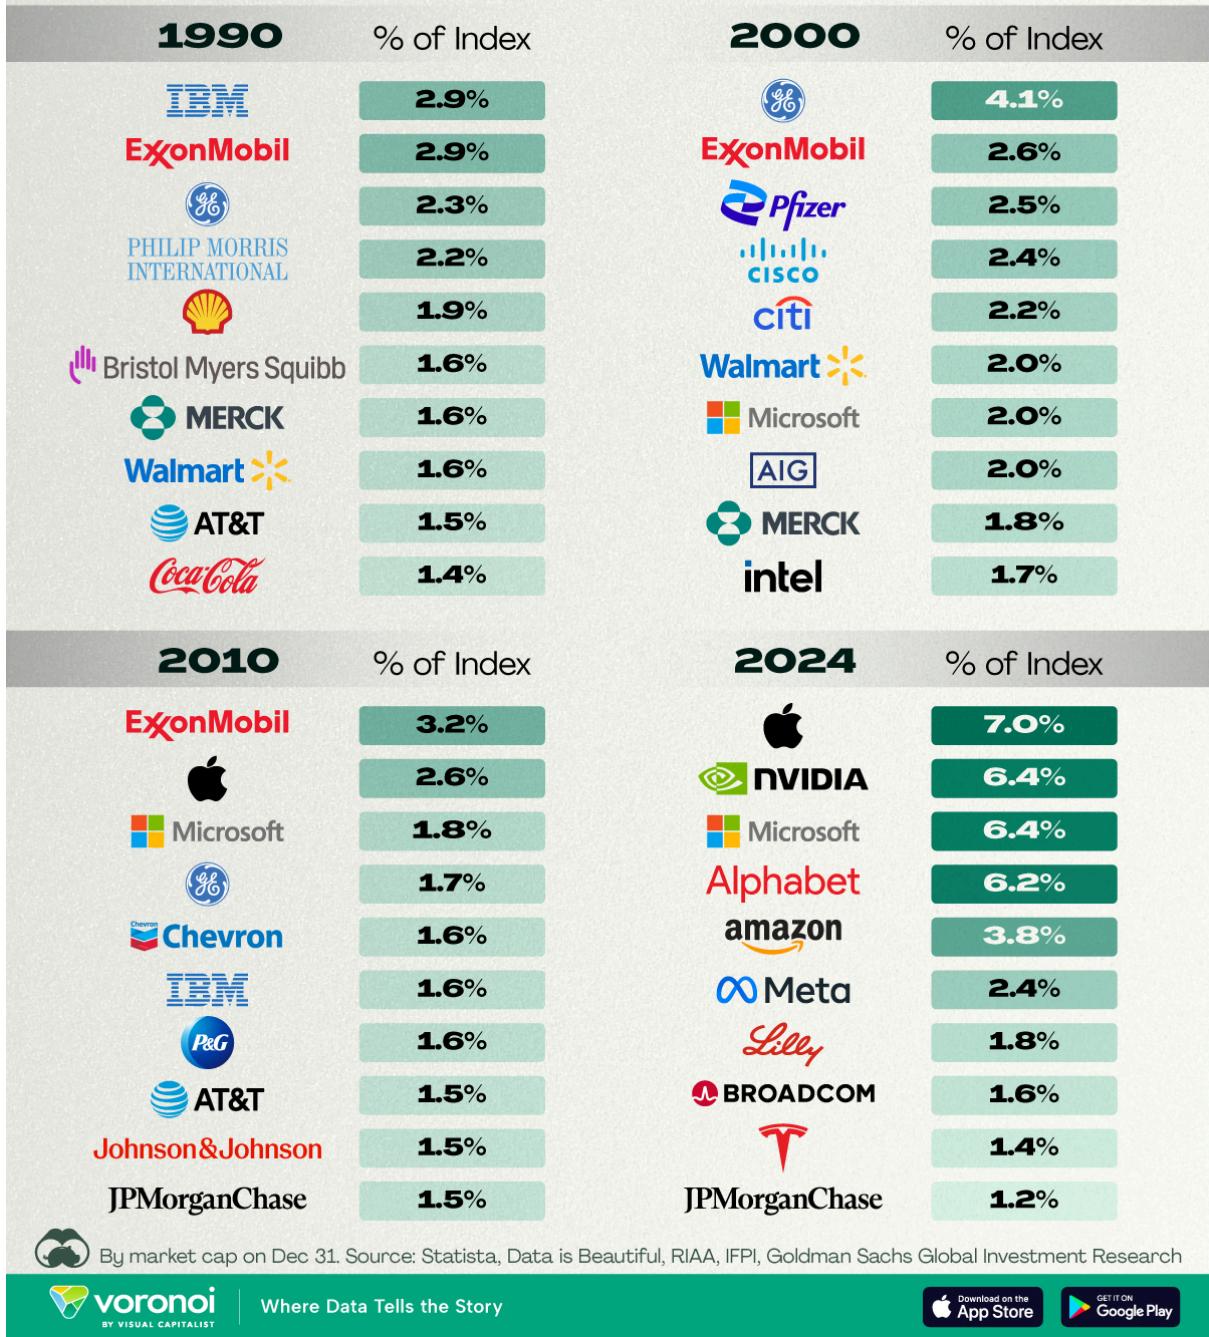 1990 % of Index
IBM 2.9%
ExxonMobil 2.9%
GE 2.3%
PHILIP MORRIS
INTERNATIONAL 2.2%
1.9%
Bristol Myers Squibb 1.6%
MERCK 1.6%
Walmart 1.6%
AT&T 1.5%
Coca-Cola 1.4%
2000 % of Index
GE 4.1%
ExxonMobil 2.6%
Pfizer 2.5%
CISCO 2.4%
citi 2.2%
Walmart 2.0%
Microsoft 2.0%
AIG 2.0%
MERCK 1.8%
intel 1.7%
2010 % of Index
ExxonMobil 3.2%
2.6%
Microsoft 1.8%
GE 1.7%
Chevron
Chevron 1.6%
IBM 1.6%
P&G 1.6%
AT&T 1.5%
Johnson&Johnson 1.5%
JPMorganChase 1.5%
2024 % of Index
7.0%
NVIDIA 6.4%
Microsoft 6.4%
Alphabet 6.2%
amazon 3.8%
Meta 2.4%
Lilly 1.8%
BROADCOM 1.6%
1.4%
JPMorganChase 1.2%
By market cap on Dec 31. Source: Statista, Data is Beautiful, RIAA, IFPI, Goldman Sachs Global Investment Research
voronoi
BY VISUAL CAPITALIST
Where Data Tells the Story
Download on the
App Store
GET IT ON
Google Play